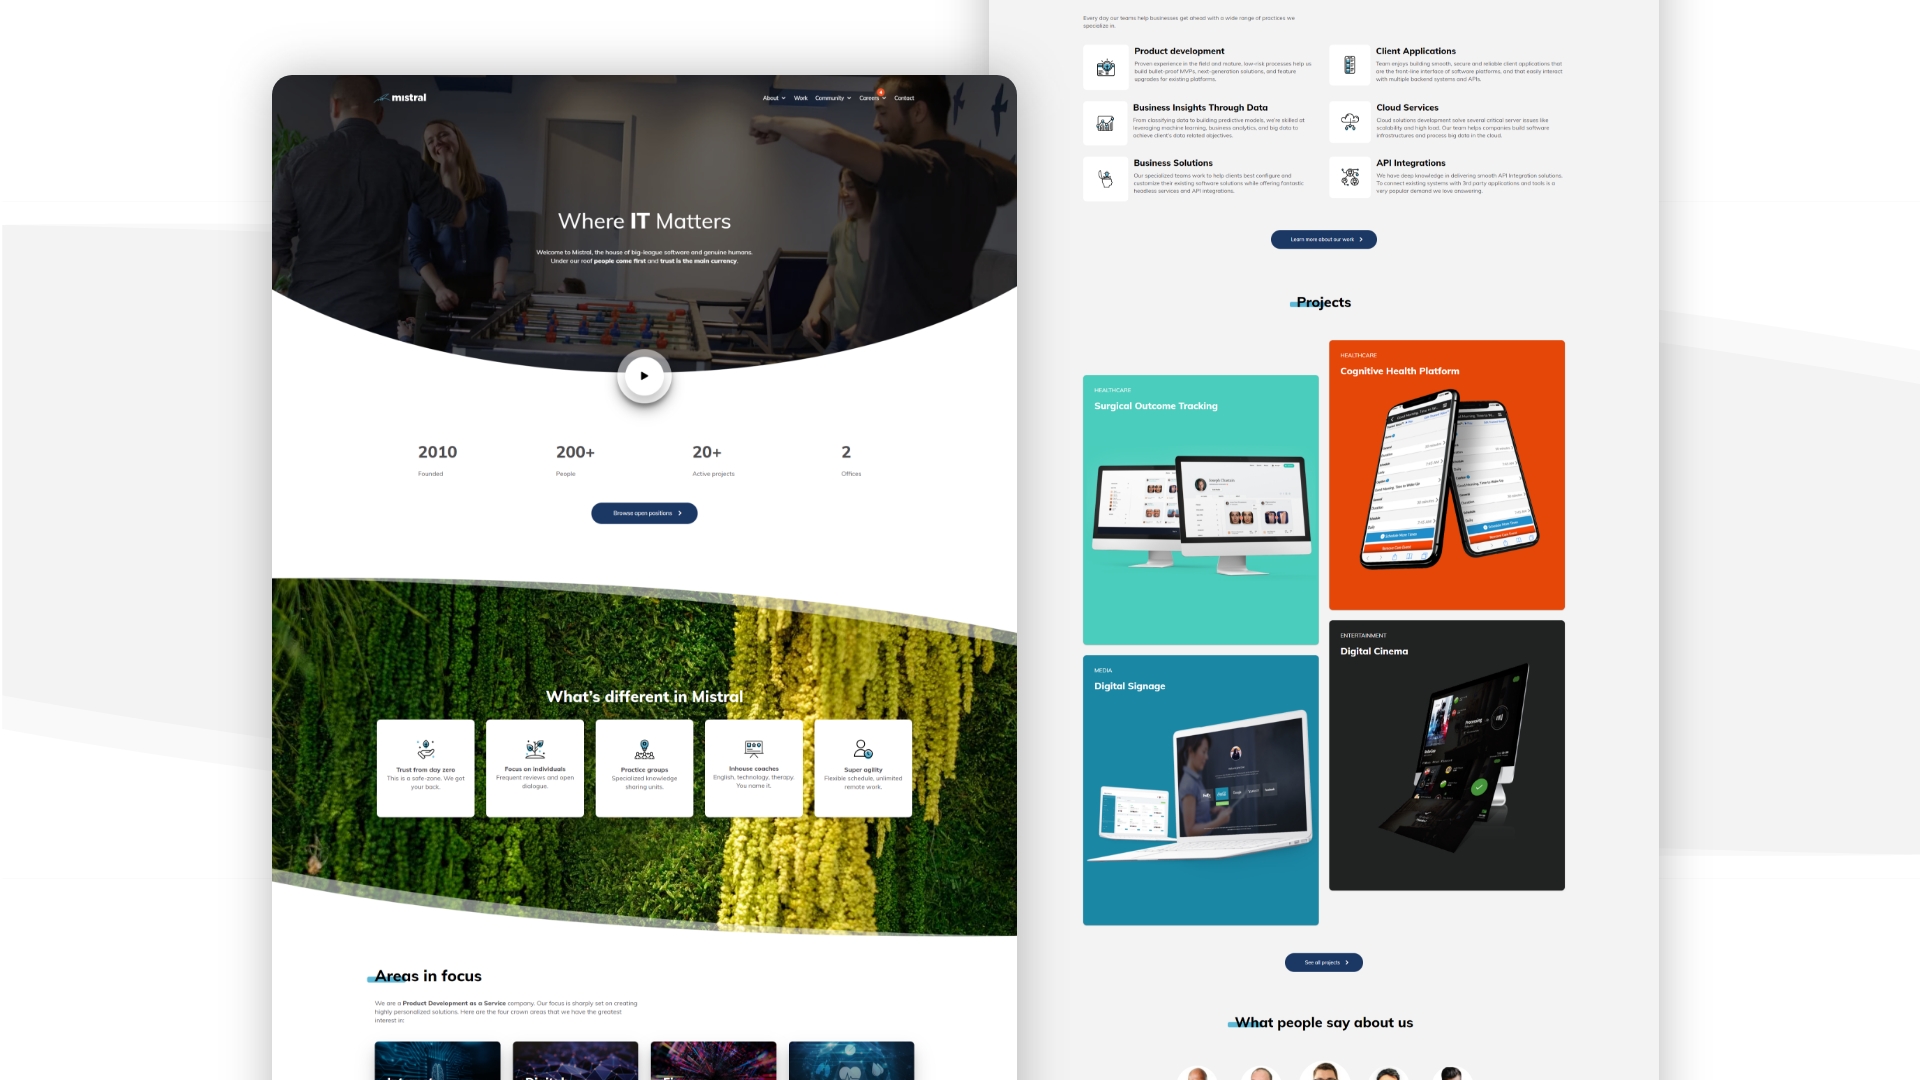 mistral
About
Work
Community
Careers
4
Contact
Where IT Matters
Welcome to Mistral, the house of big-league software and genuine humans.
Under our roof people come first and trust is the main currency.
2010
Founded
200+
People
20+
Active projects
2
Offices
Browse open positions
What's different in Mistral
Trust from day zero
This is a safe-zone. We got
your back.
Focus on individuals
Frequent reviews and open
dialogue.
Practice groups
Specialized knowledge
sharing units.
Inhouse coaches
English, technology, therapy.
You name it.
Super agility
Flexible schedule, unlimited
remote work.
Areas in focus
We are a Product Development as a Service company. Our focus is sharply set on creating
highly personalized solutions. Here are the four crown areas that we have the greatest
interest in:
Every day our teams help businesses get ahead with a wide range of practices we
specialize in.
Product development
Proven experience in the field and mature, low-risk processes help us
build bullet-proof MVPs, next-generation solutions, and feature
upgrades for existing platforms.
Client Applications
Team enjoys building smooth, secure and reliable client applications that
are the front-line interface of software platforms, and that easily interact
with multiple backend systems and APIs.
Business Insights Through Data
From classifying data to building predictive models, we're skilled at
leveraging machine learning, business analytics, and big data to
achieve client's data related objectives.
Cloud Services
Cloud solutions development solve several critical server issues like
scalability and high load. Our team helps companies build software
infrastructures and process big data in the cloud.
Business Solutions
Our specialized teams work to help clients best configure and
customize their existing software solutions while offering fantastic
headless services and API integrations.
API Integrations
We have deep knowledge in delivering smooth API Integration solutions.
To connect existing systems with 3rd party applications and tools is a
very popular demand we love answering.
Learn more about our work
Projects
HEALTHCARE
Surgical Outcome Tracking
HEALTHCARE
Cognitive Health Platform
MEDIA
Digital Signage
ENTERTAINMENT
Digital Cinema
See all projects
What people say about us